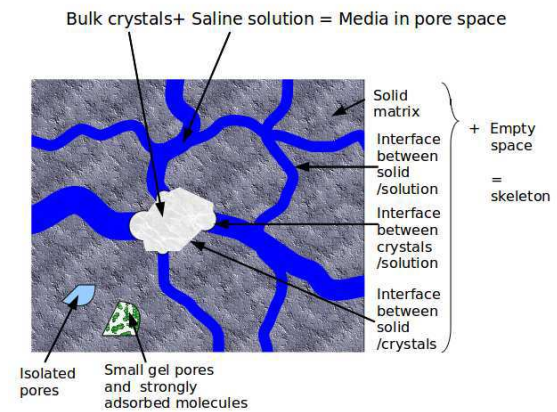 Bulk crystals+ Saline solution = Media in pore space
Solid
matrix
Interface
between
solid
/solution
Interface
between
crystals
/solution
Interface
between
solid
/crystals
+ Empty
space
=
skeleton
Isolated
pores
Small gel pores
and strongly
adsorbed molecules